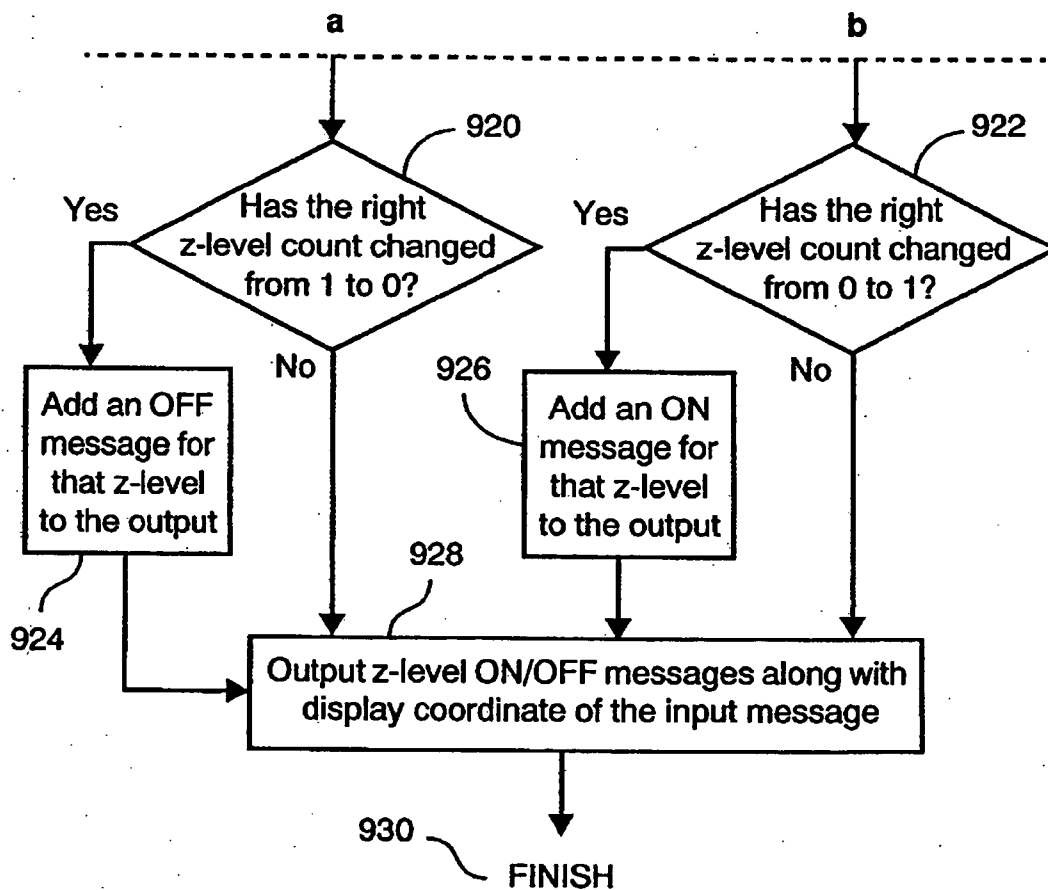 a
b
920
922
Yes
Has the right
z-level count changed
from 1 to 0?
Yes
Has the right
z-level count changed
from 0 to 1?
No
926
No
Add an OFF
message for
that z-level
to the output
Add an ON
message for
that z-level
to the output
928
924
Output z-level ON/OFF messages along with
display coordinate of the input message
930
FINISH